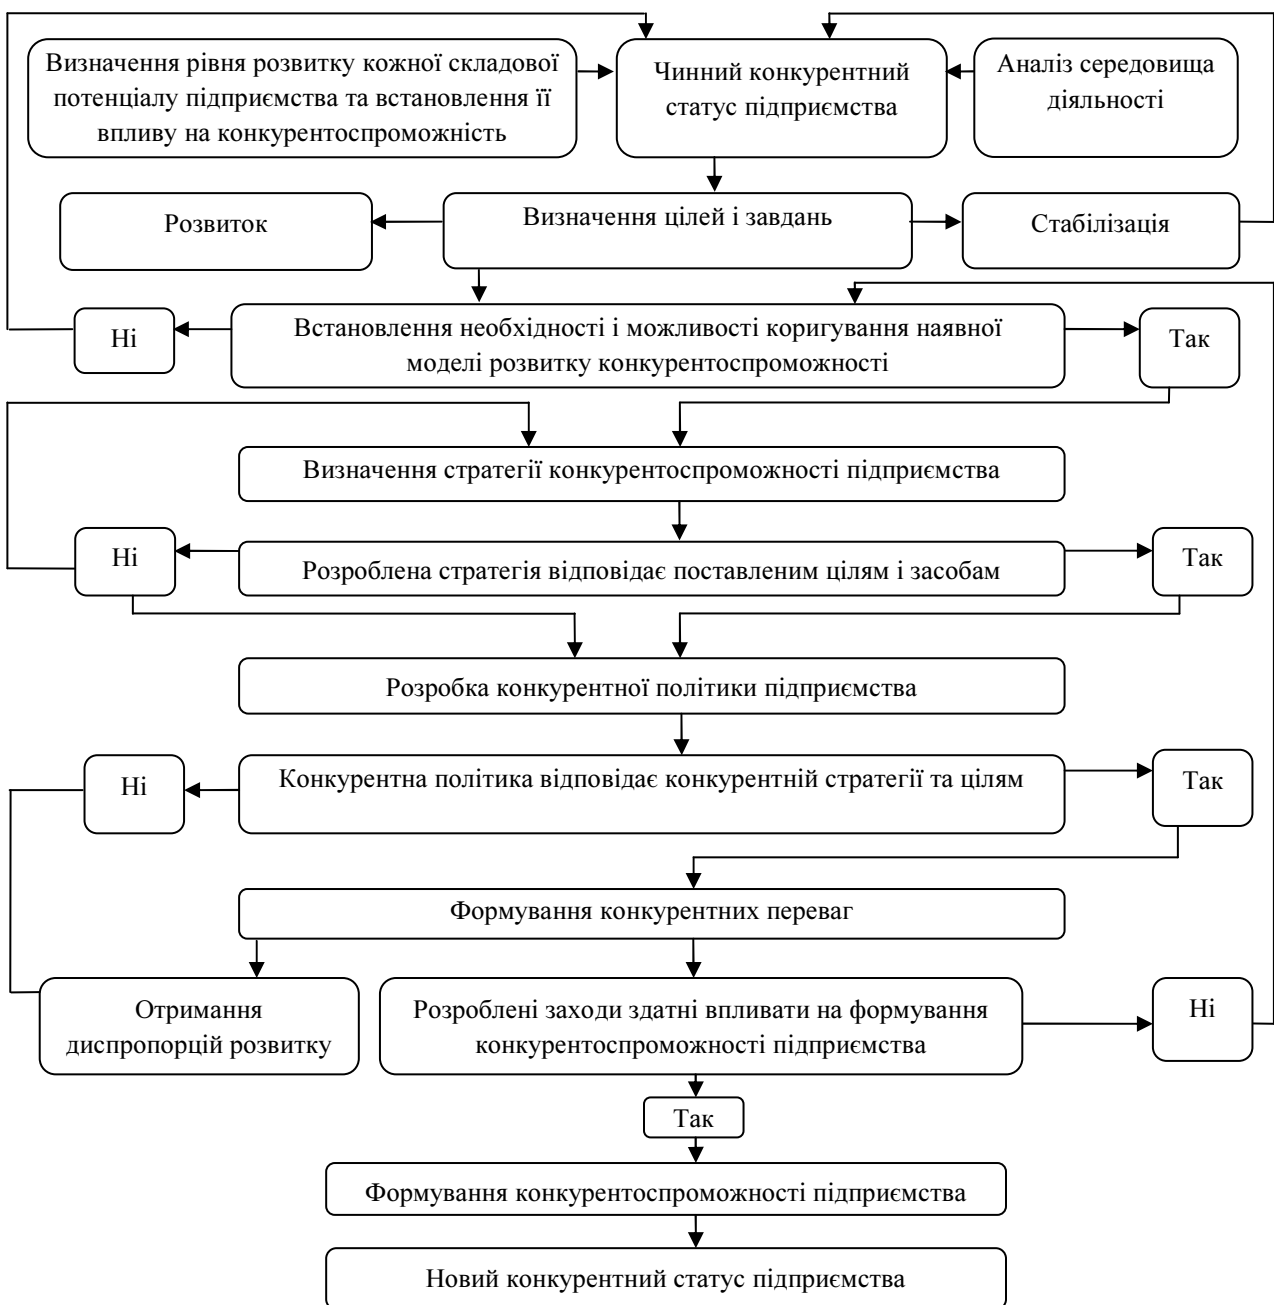 Визначення рівня розвитку кожної складової
потенціалу підприємства та встановлення її
впливу на конкурентоспроможність
Чинний конкурентний
статус підприємства
Аналіз середовища
діяльності
Розвиток
Визначення цілей і завдань
Стабілізація
Ні
Встановлення необхідності і можливості коригування наявної
моделі розвитку конкурентоспроможності
Так
Визначення стратегії конкурентоспроможності підприємства
Ні
Розроблена стратегія відповідає поставленим цілям і засобам
Так
Розробка конкурентної політики підприємства
Ні
Конкурентна політика відповідає конкурентній стратегії та цілям
Так
Формування конкурентних переваг
Отримання
диспропорцій розвитку
Розроблені заходи здатні впливати на формування
конкурентоспроможності підприємства
Ні
Так
Формування конкурентоспроможності підприємства
Новий конкурентний статус підприємства